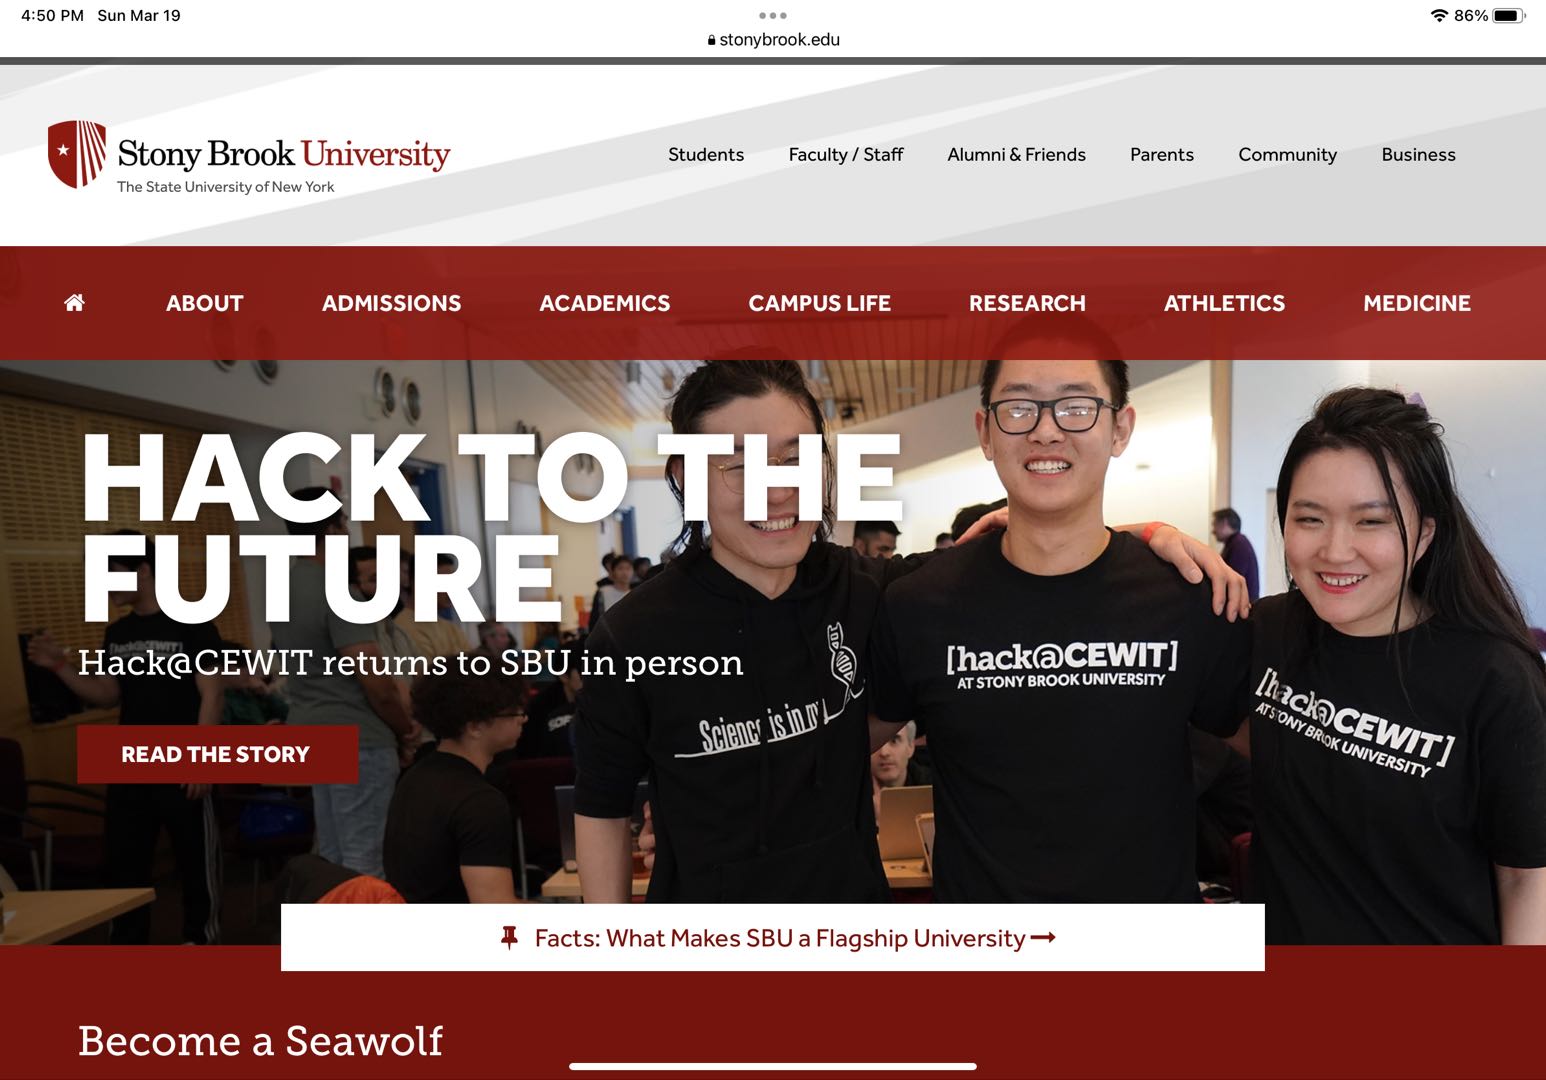 4:50 PM Sun Mar 19
86%
stonybrook.edu
Stony Brook University
The State University of New York
Students Faculty / Staff Alumni & Friends Parents Community Business
ABOUT ADMISSIONS ACADEMICS CAMPUS LIFE RESEARCH ATHLETICS MEDICINE
HACK TO THE
FUTURE
Hack@CEWIT returns to SBU in person
READ THE STORY
Science is in my
[hack@CEWIT]
AT STONY BROOK UNIVERSITY
[hack@CEWIT]
AT STONY BROOK UNIVERSITY
Facts: What Makes SBU a Flagship University
Become a Seawolf